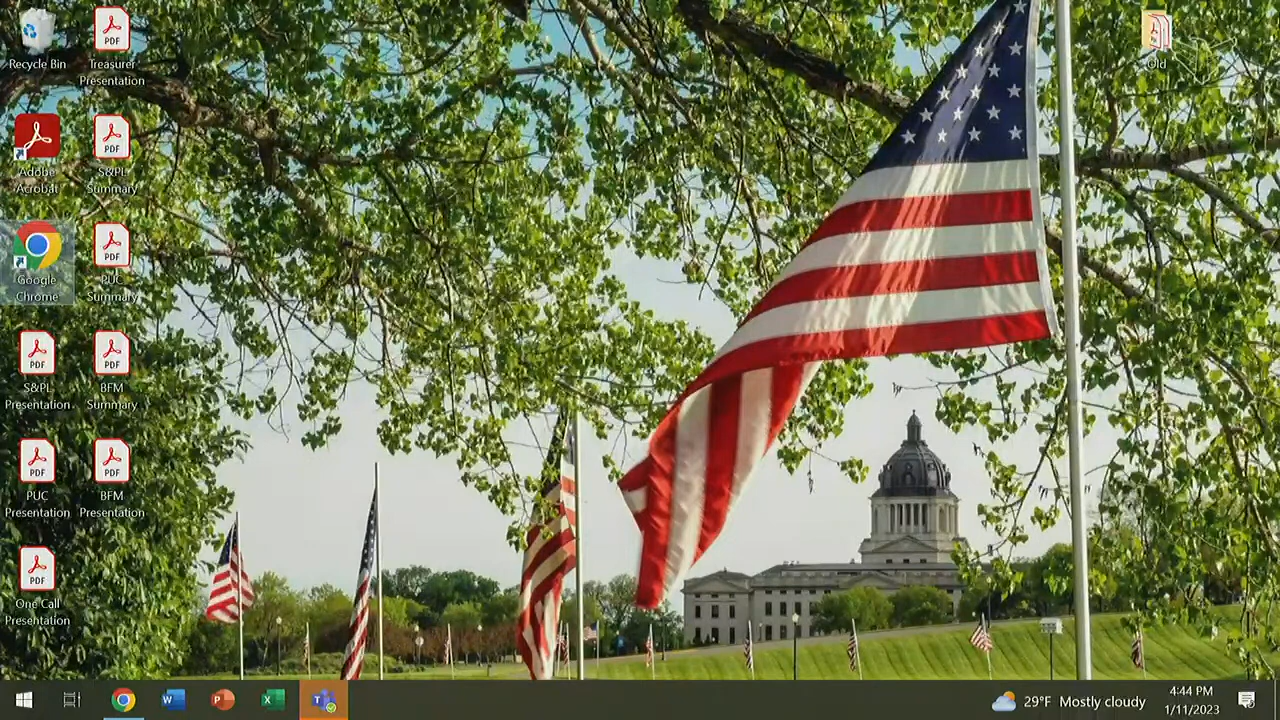 Recycle Bin
Treasurer
Presentation
Old
Adobe
Acrobat
S&PL
Summary
Google
Chrome
PUC
Summary
S&PL
Presentation
BFM
Summary
PUC
Presentation
BFM
Presentation
One Call
Presentation
PDF
PDF
PDF
PDF
PDF
PDF
PDF
PDF
W
P
X
T
29°F Mostly cloudy
4:44 PM
1/11/2023